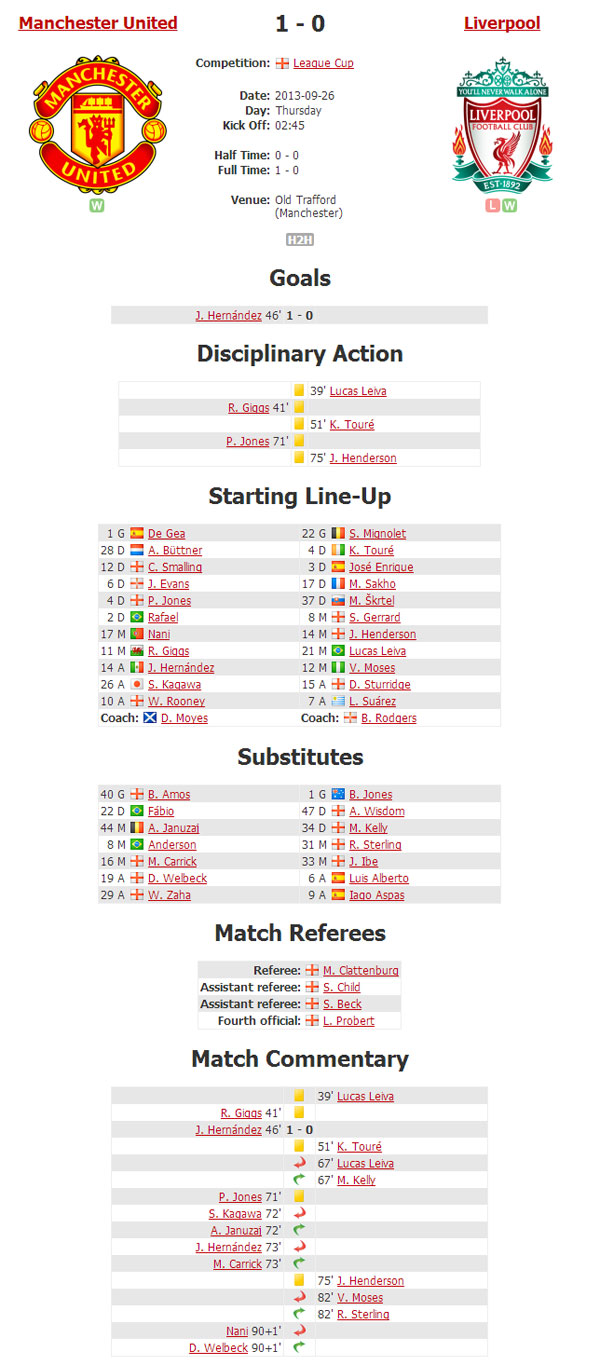 Manchester United 1 - 0 Liverpool
MANCHESTER UNITED
YOU'LL NEVER WALK ALONE
LIVERPOOL
FOOTBALL CLUB
EST·1892
Competition: League Cup
Date: 2013-09-26
Day: Thursday
Kick Off: 02:45
Half Time: 0 - 0
Full Time: 1 - 0
Venue: Old Trafford
(Manchester)
W
L W
H2H
Goals
J. Hernández 46' 1 - 0
Disciplinary Action
39' Lucas Leiva
R. Giggs 41'
51' K. Touré
P. Jones 71'
75' J. Henderson
Starting Line-Up
1 G De Gea 22 G S. Mignolet
28 D A. Büttner 4 D K. Touré
12 D C. Smalling 3 D José Enrique
6 D J. Evans 17 D M. Sakho
4 D P. Jones 37 D M. Škrtel
2 D Rafael 8 M S. Gerrard
17 M Nani 14 M J. Henderson
11 M R. Giggs 21 M Lucas Leiva
14 A J. Hernández 12 M V. Moses
26 A S. Kagawa 15 A D. Sturridge
10 A W. Rooney 7 A L. Suárez
Coach: D. Moyes Coach: B. Rodgers
Substitutes
40 G B. Amos 1 G B. Jones
22 D Fábio 47 D A. Wisdom
44 M A. Januzaj 34 D M. Kelly
8 M Anderson 31 M R. Sterling
16 M M. Carrick 33 M J. Ibe
19 A D. Welbeck 6 A Luis Alberto
29 A W. Zaha 9 A Iago Aspas
Match Referees
Referee: M. Clattenburg
Assistant referee: S. Child
Assistant referee: S. Beck
Fourth official: L. Probert
Match Commentary
39' Lucas Leiva
R. Giggs 41'
J. Hernández 46' 1 - 0
51' K. Touré
67' Lucas Leiva
67' M. Kelly
P. Jones 71'
S. Kagawa 72'
A. Januzaj 72'
J. Hernández 73'
M. Carrick 73'
75' J. Henderson
82' V. Moses
82' R. Sterling
Nani 90+1'
D. Welbeck 90+1'